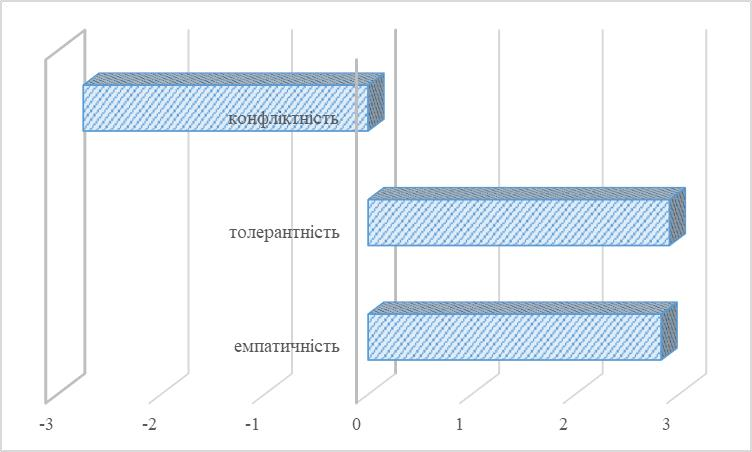 конфліктність
толерантність
емпатичність
-3 -2 -1 0 1 2 3